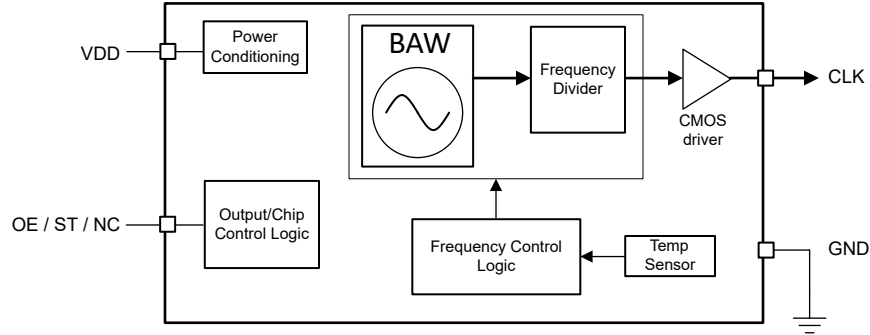 VDD
Power
Conditioning
BAW
Frequency
Divider
CMOS
driver
CLK
OE / ST / NC
Output/Chip
Control Logic
Frequency Control
Logic
Temp
Sensor
GND